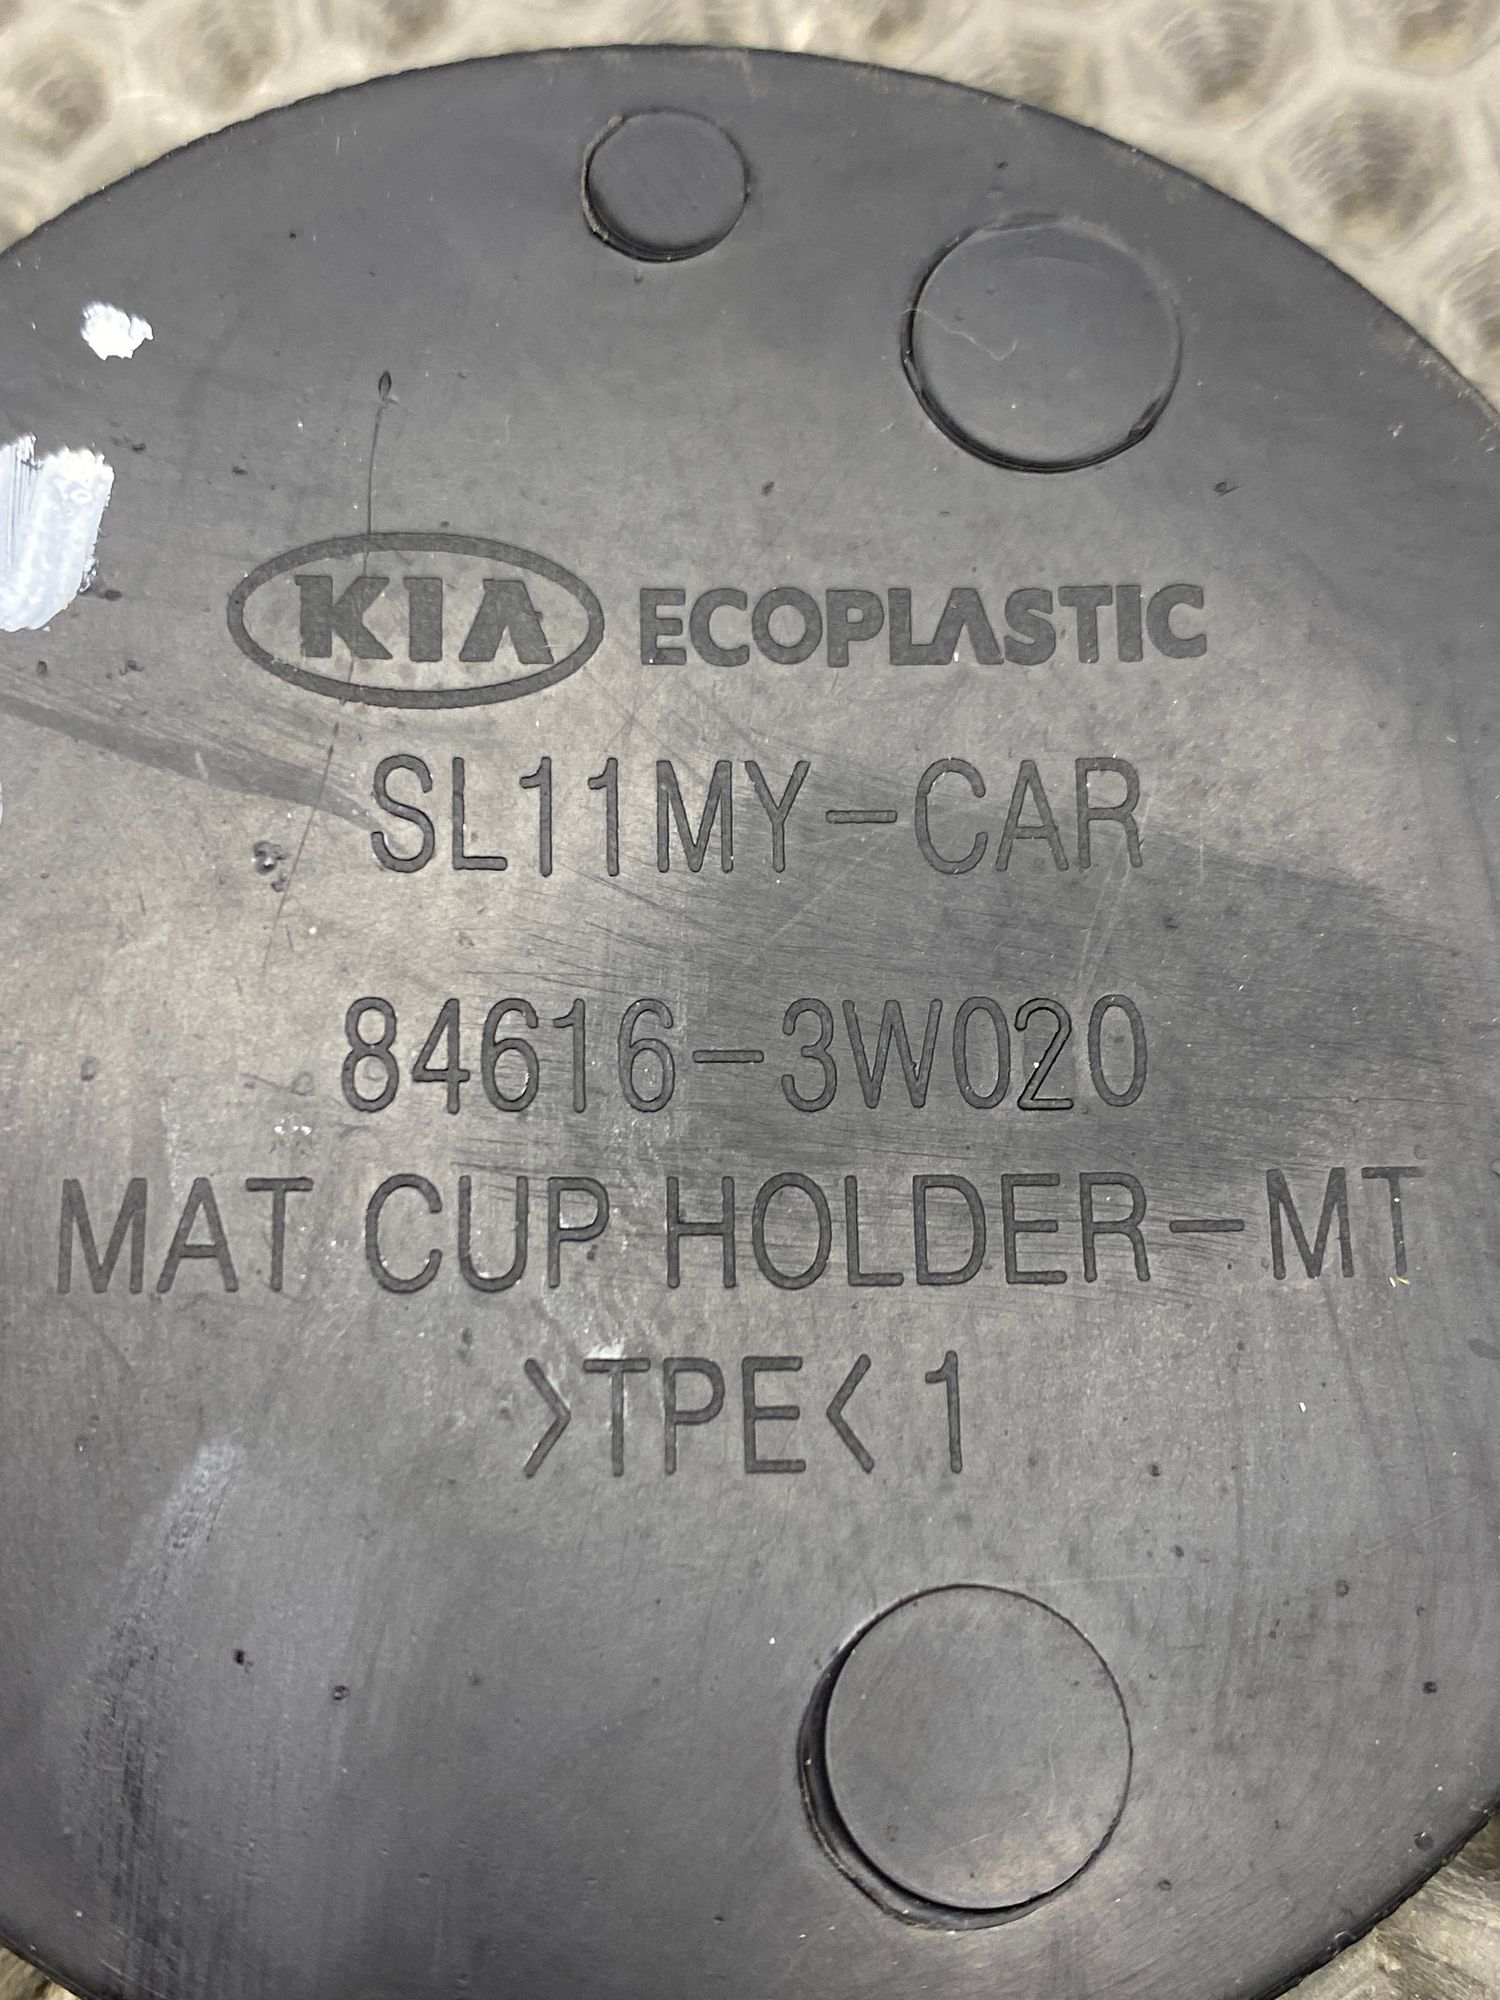 KIA ECOPLASTIC
SL11MY-CAR
84616-3W020
MAT CUP HOLDER-MT
>TPE< 1